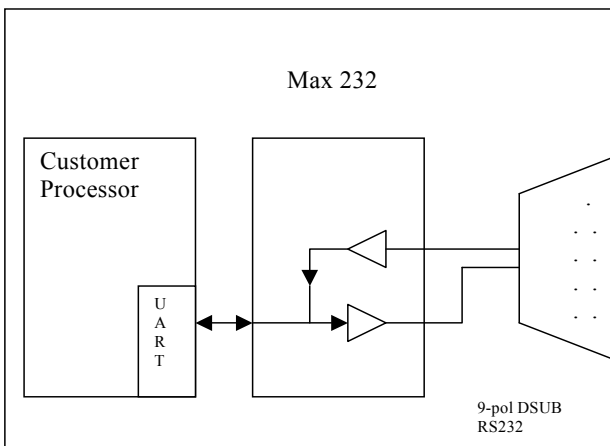 Max 232
Customer
Processor
U
A
R
T
9-pol DSUB
RS232